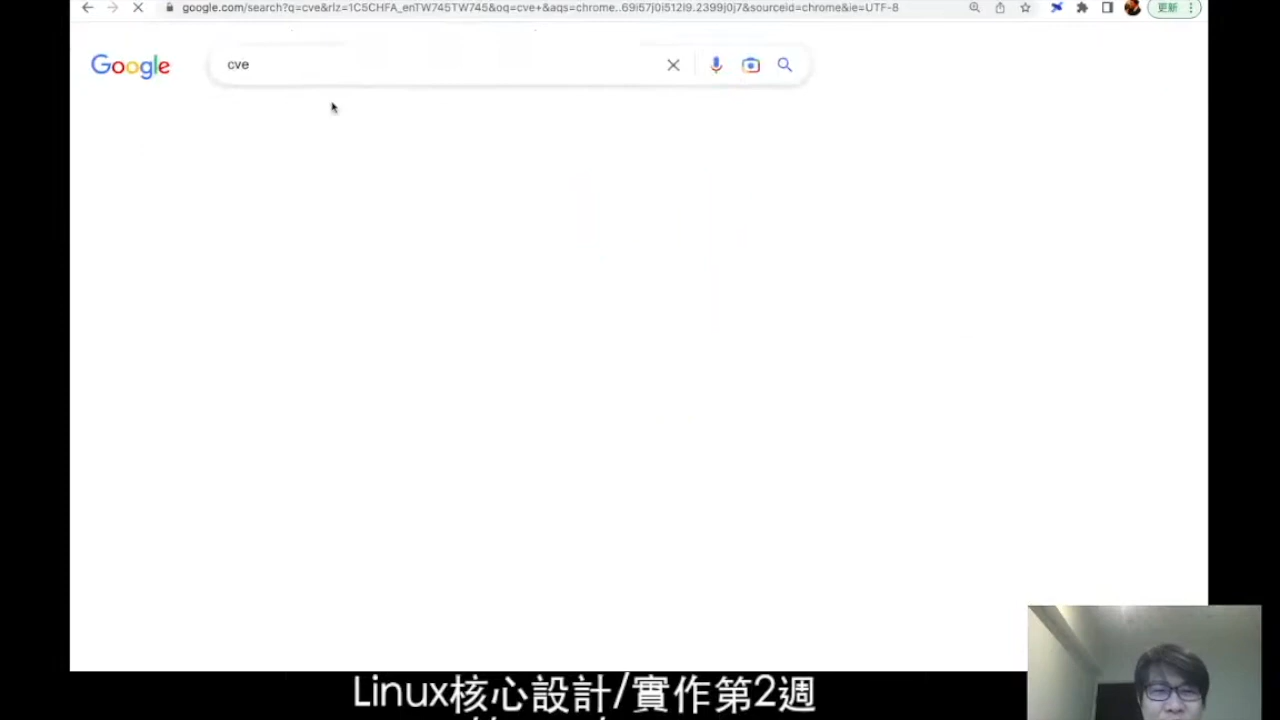 google.com/search?q=cve&rlz=1C5CHFA_enTW745TW745&oq=cve+&aqs=chrome..69i57j0i512l9.2399j0j7&sourceid=chrome&ie=UTF-8
更新
Google
cve
Linux核心設計/實作第2週